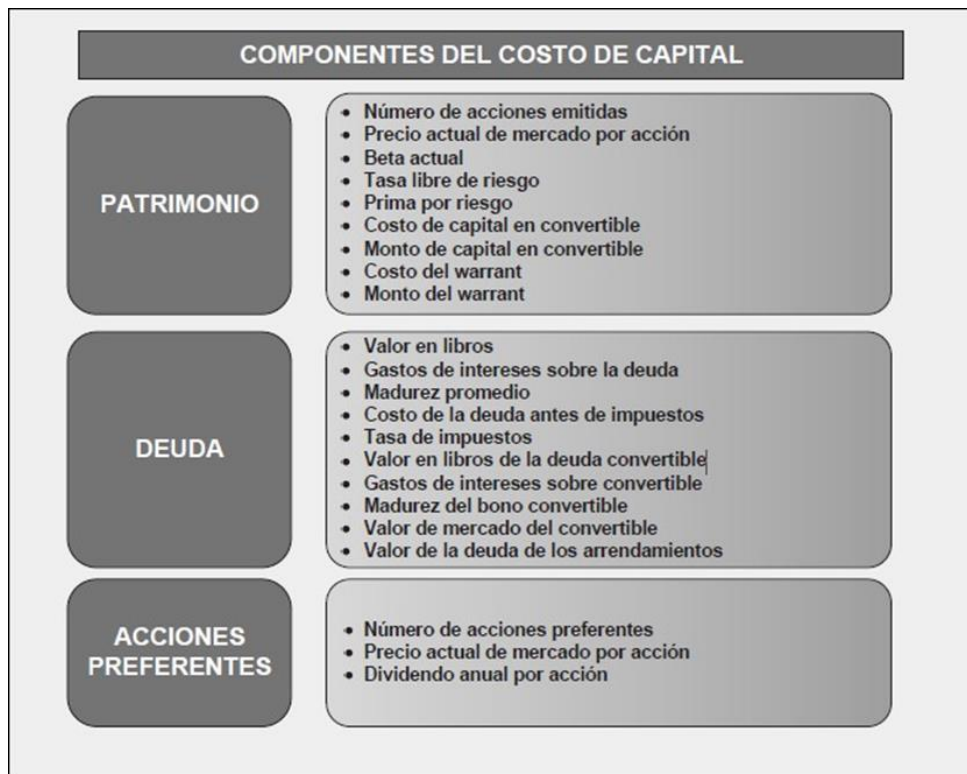 COMPONENTES DEL COSTO DE CAPITAL
PATRIMONIO
• Número de acciones emitidas
• Precio actual de mercado por acción
• Beta actual
• Tasa libre de riesgo
• Prima por riesgo
• Costo de capital en convertible
• Monto de capital en convertible
• Costo del warrant
• Monto del warrant
DEUDA
• Valor en libros
• Gastos de intereses sobre la deuda
• Madurez promedio
• Costo de la deuda antes de impuestos
• Tasa de impuestos
• Valor en libros de la deuda convertible
• Gastos de intereses sobre convertible
• Madurez del bono convertible
• Valor de mercado del convertible
• Valor de la deuda de los arrendamientos
ACCIONES
PREFERENTES
• Número de acciones preferentes
• Precio actual de mercado por acción
• Dividendo anual por acción